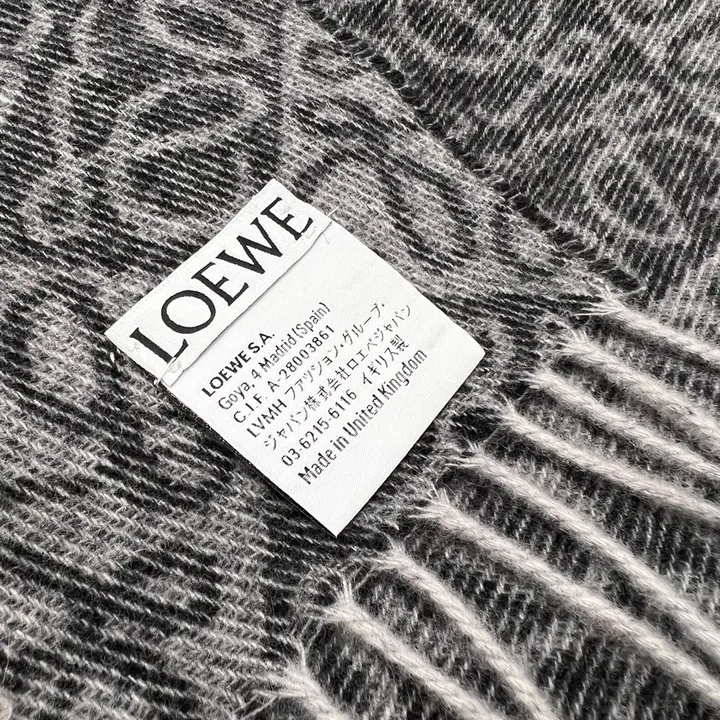 LOEWE
LOEWE S.A.
Goya, 4 Madrid (Spain)
C.I.F. A-28003861
LVMH ファッション・グループ・
ジャパン株式会社ロエベジャパン
03-6215-6116 イギリス製
Made in United Kingdom